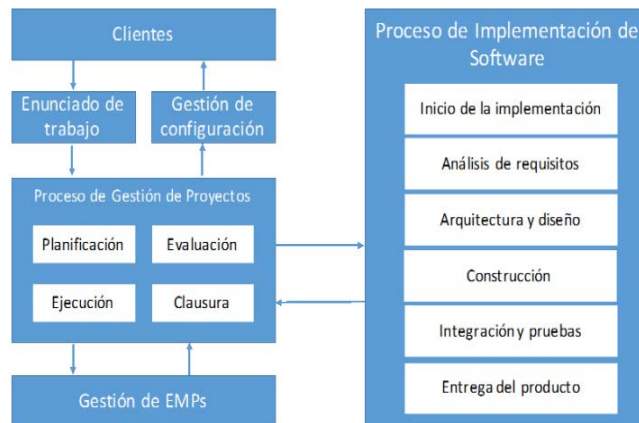 Clientes
Enunciado de
trabajo
Gestión de
configuración
Proceso de Gestión de Proyectos
Planificación
Evaluación
Ejecución
Clausura
Gestión de EMPs
Proceso de Implementación de
Software
Inicio de la implementación
Análisis de requisitos
Arquitectura y diseño
Construcción
Integración y pruebas
Entrega del producto